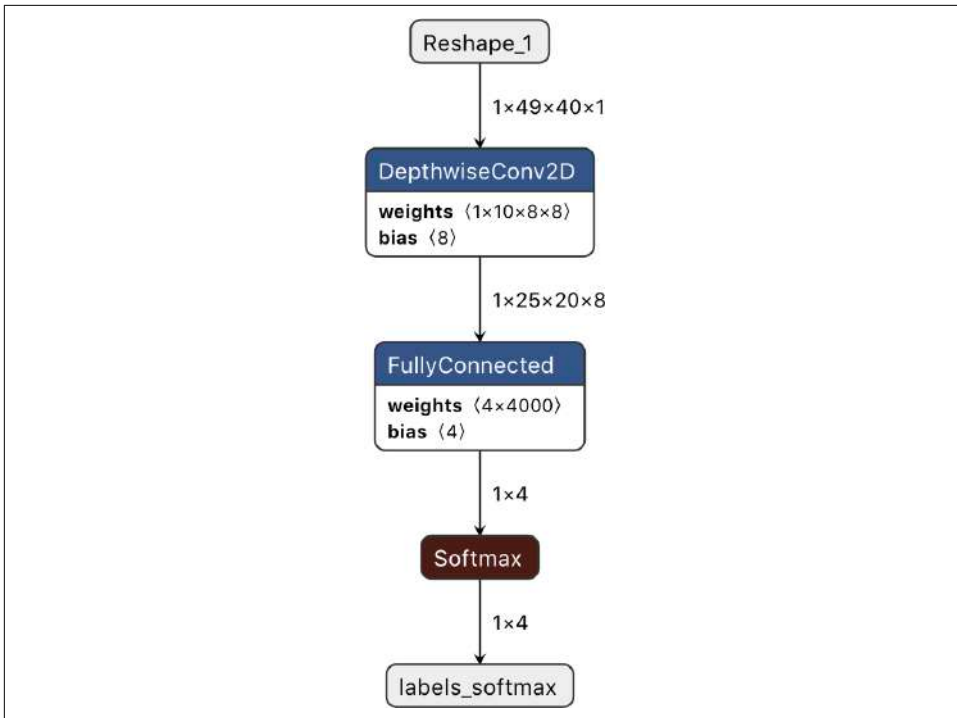 Reshape_1
1×49×40×1
DepthwiseConv2D
weights ⟨1×10×8×8⟩
bias ⟨8⟩
1×25×20×8
FullyConnected
weights ⟨4×4000⟩
bias ⟨4⟩
1×4
Softmax
1×4
labels_softmax